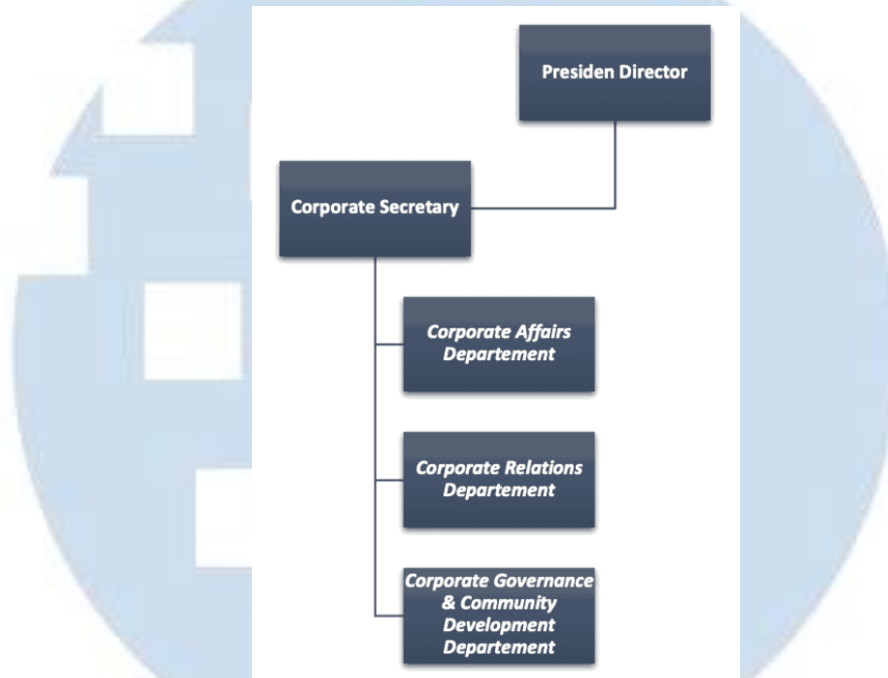 Presiden Director
Corporate Secretary
Corporate Affairs
Departement
Corporate Relations
Departement
Corporate Governance
& Community
Development
Departement